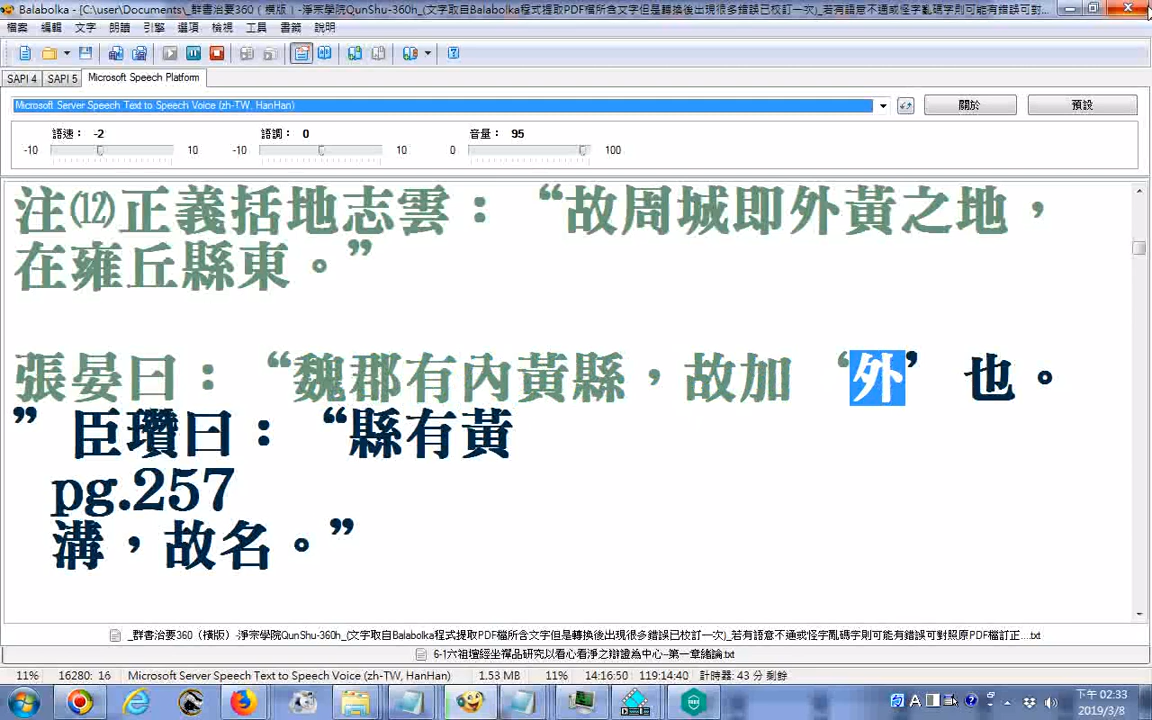 Balabolka - [C:\user\Documents\_群書治要360（橫版）-淨宗學院QunShu-360h_(文字取自Balabolka程式提取PDF檔所含文字但是轉換後出現很多錯誤已校訂一次)_若有語意不通或怪字亂碼字則可能有錯誤可對...
檔案 編輯 文字 朗讀 引擎 選項 檢視 工具 書籤 說明
SAPI 4 SAPI 5 Microsoft Speech Platform
Microsoft Server Speech Text to Speech Voice (zh-TW, HanHan) 關於 預設
語速： -2 語調： 0 音量： 95
-10 10 -10 10 0 100
注⑿正義括地志雲：“故周城即外黃之地，
在雍丘縣東。”
張晏曰：“魏郡有內黃縣，故加‘外’也。
”臣瓚曰：“縣有黃
pg.257
溝，故名。”
_群書治要360（橫版）-淨宗學院QunShu-360h_(文字取自Balabolka程式提取PDF檔所含文字但是轉換後出現很多錯誤已校訂一次)_若有語意不通或怪字亂碼字則可能有錯誤可對照原PDF檔訂正....txt
6-1六祖壇經坐禪品研究以看心看淨之辯證為中心--第一章緒論.txt
11% 16280: 16 Microsoft Server Speech Text to Speech Voice (zh-TW, HanHan) 1.53 MB 11% 14:16:50 119:14:40 計時器: 43 分 剩餘
下午 02:33
2019/3/8